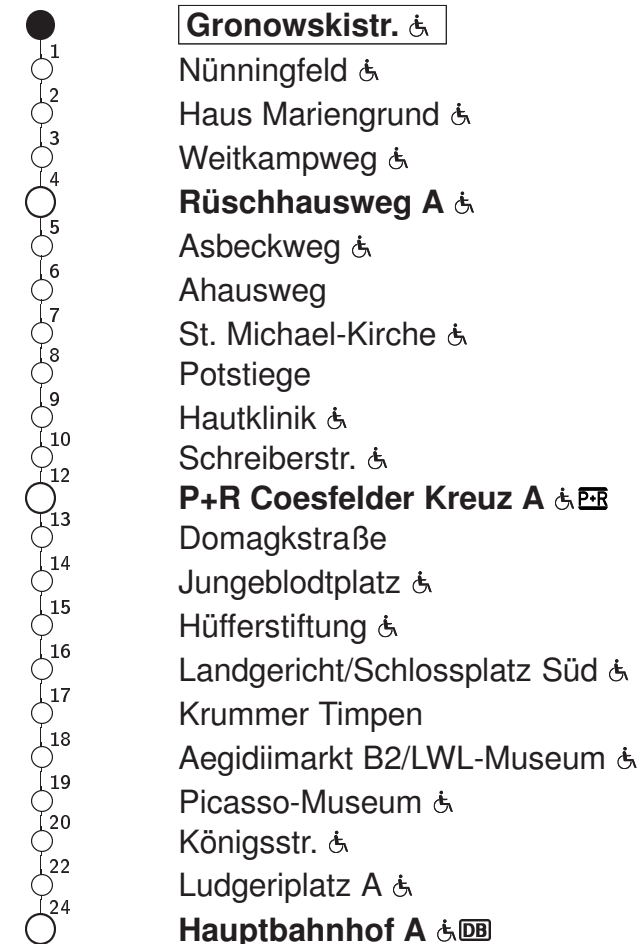 Gronowskistr.
1
Nünningfeld
2
Haus Mariengrund
3
Weitkampweg
4
Rüschhausweg A
5
Asbeckweg
6
Ahausweg
7
St. Michael-Kirche
8
Potstiege
9
Hautklinik
10
Schreiberstr.
12
P+R Coesfelder Kreuz A P+R
13
Domagkstraße
14
Jungeblodtplatz
15
Hüfferstiftung
16
Landgericht/Schlossplatz Süd
17
Krummer Timpen
18
Aegidiimarkt B2/LWL-Museum
19
Picasso-Museum
20
Königsstr.
22
Ludgeriplatz A
24
Hauptbahnhof A DB